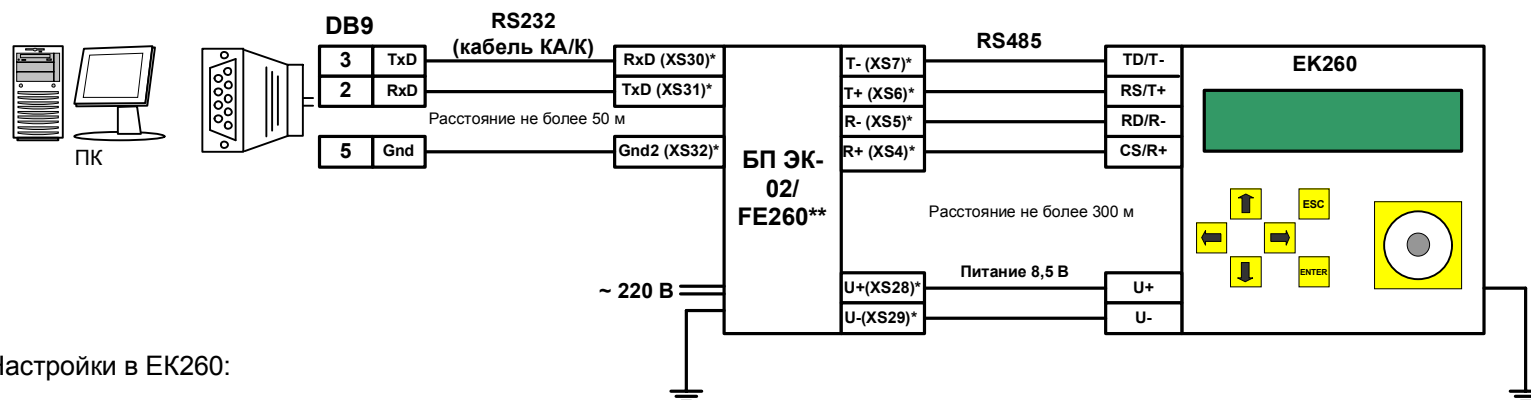 DB9
RS232
(кабель КА/К)
3 TxD
2 RxD
5 Gnd
Расстояние не более 50 м
ПК
RxD (XS30)*
TxD (XS31)*
Gnd2 (XS32)*
БП ЭК-
02/
FE260**
~ 220 В
T- (XS7)*
T+ (XS6)*
R- (XS5)*
R+ (XS4)*
U+(XS28)*
U-(XS29)*
RS485
Расстояние не более 300 м
Питание 8,5 В
TD/T-
RS/T+
RD/R-
CS/R+
U+
U-
EK260
ESC
ENTER
Настройки в ЕК260: